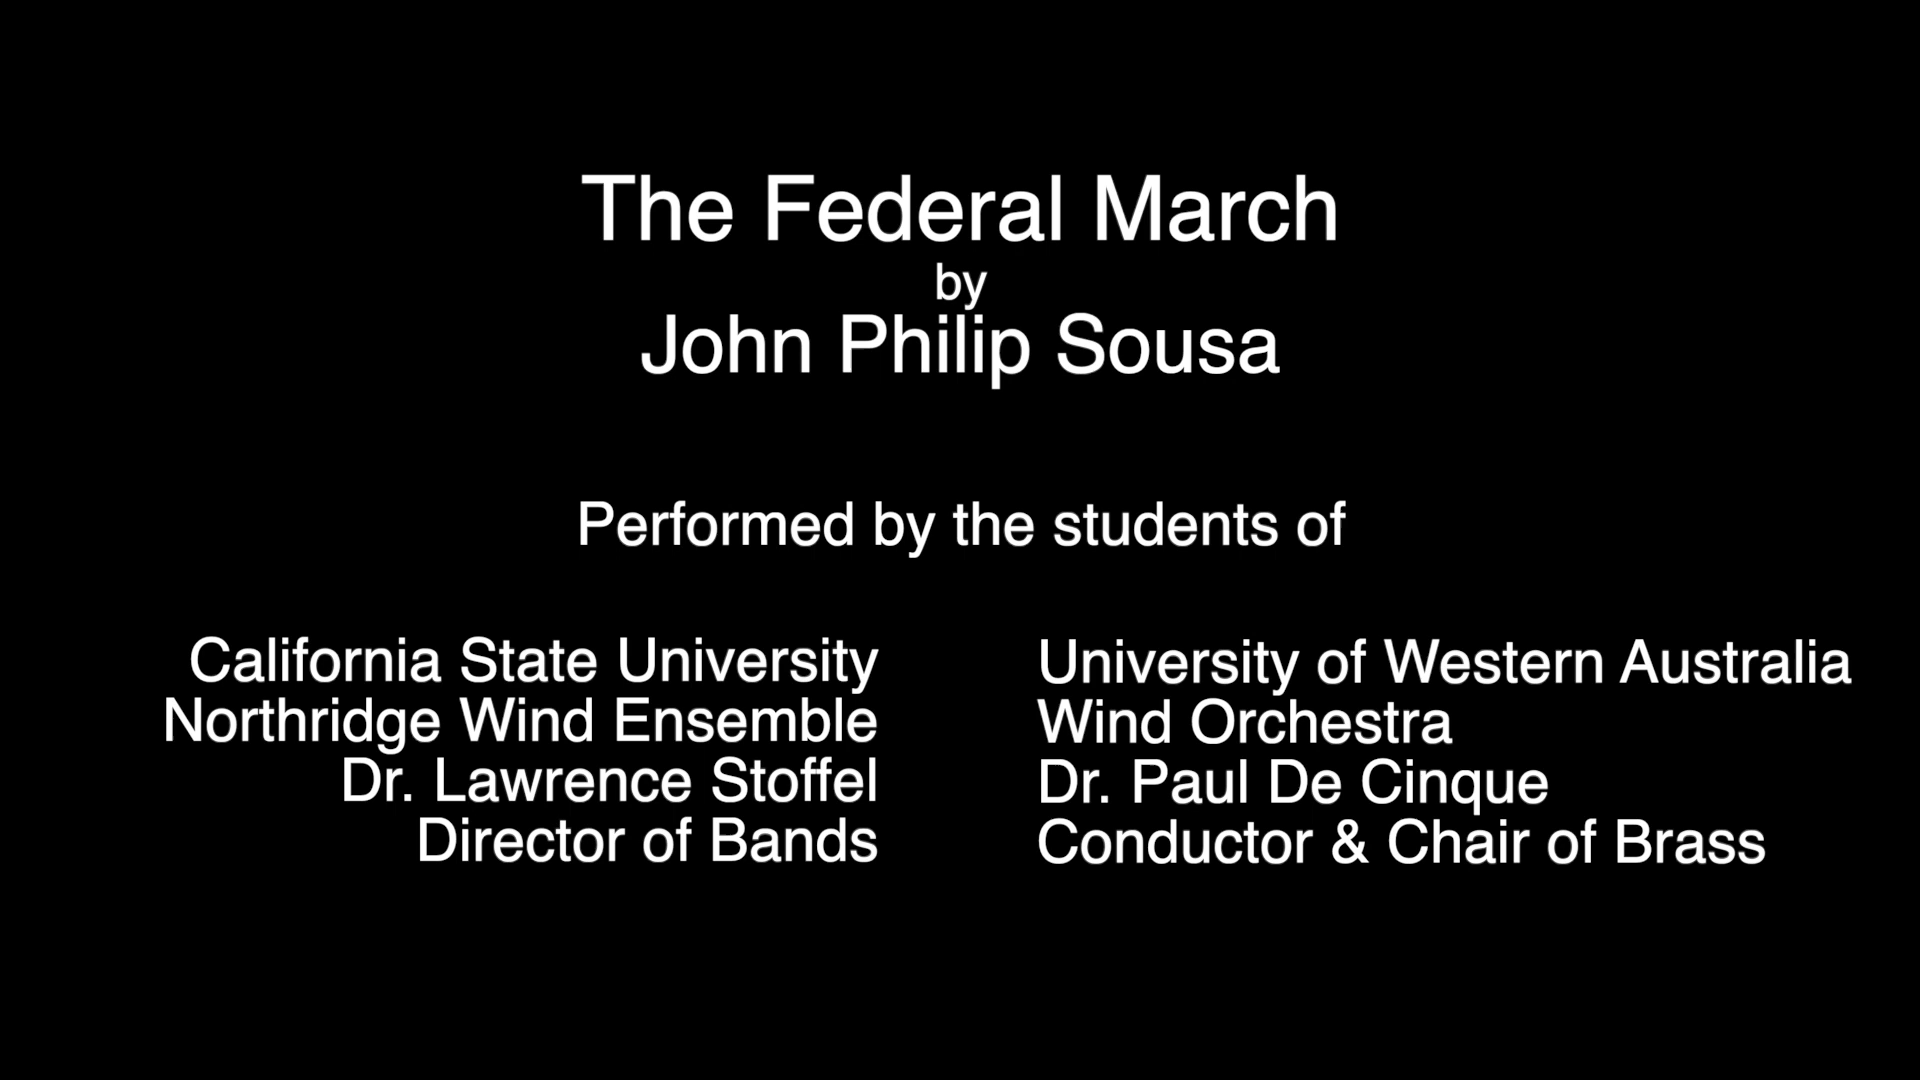 The Federal March
by
John Philip Sousa
Performed by the students of
California State University
Northridge Wind Ensemble
Dr. Lawrence Stoffel
Director of Bands
University of Western Australia
Wind Orchestra
Dr. Paul De Cinque
Conductor & Chair of Brass